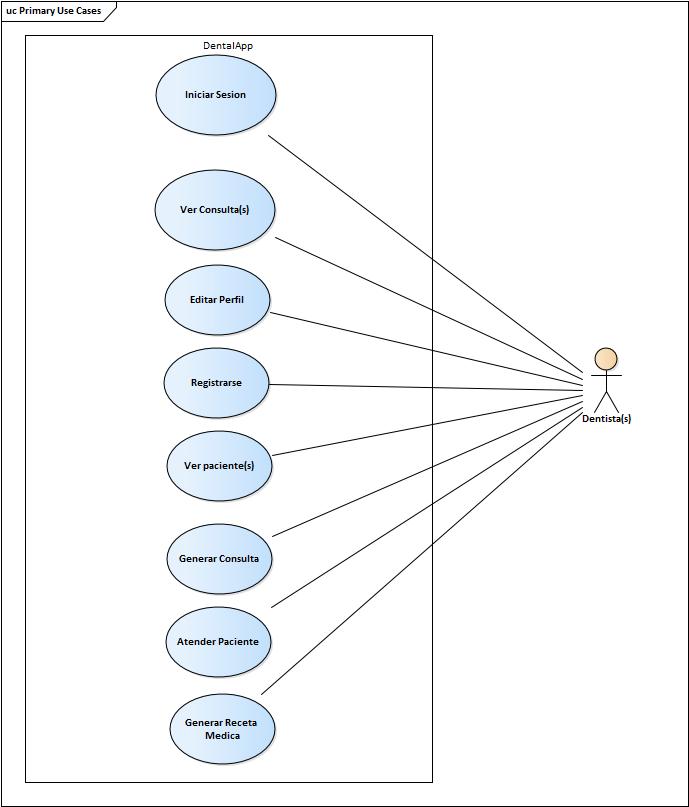 uc Primary Use Cases
DentalApp
Iniciar Sesion
Ver Consulta(s)
Editar Perfil
Registrarse
Dentista(s)
Ver paciente(s)
Generar Consulta
Atender Paciente
Generar Receta
Medica